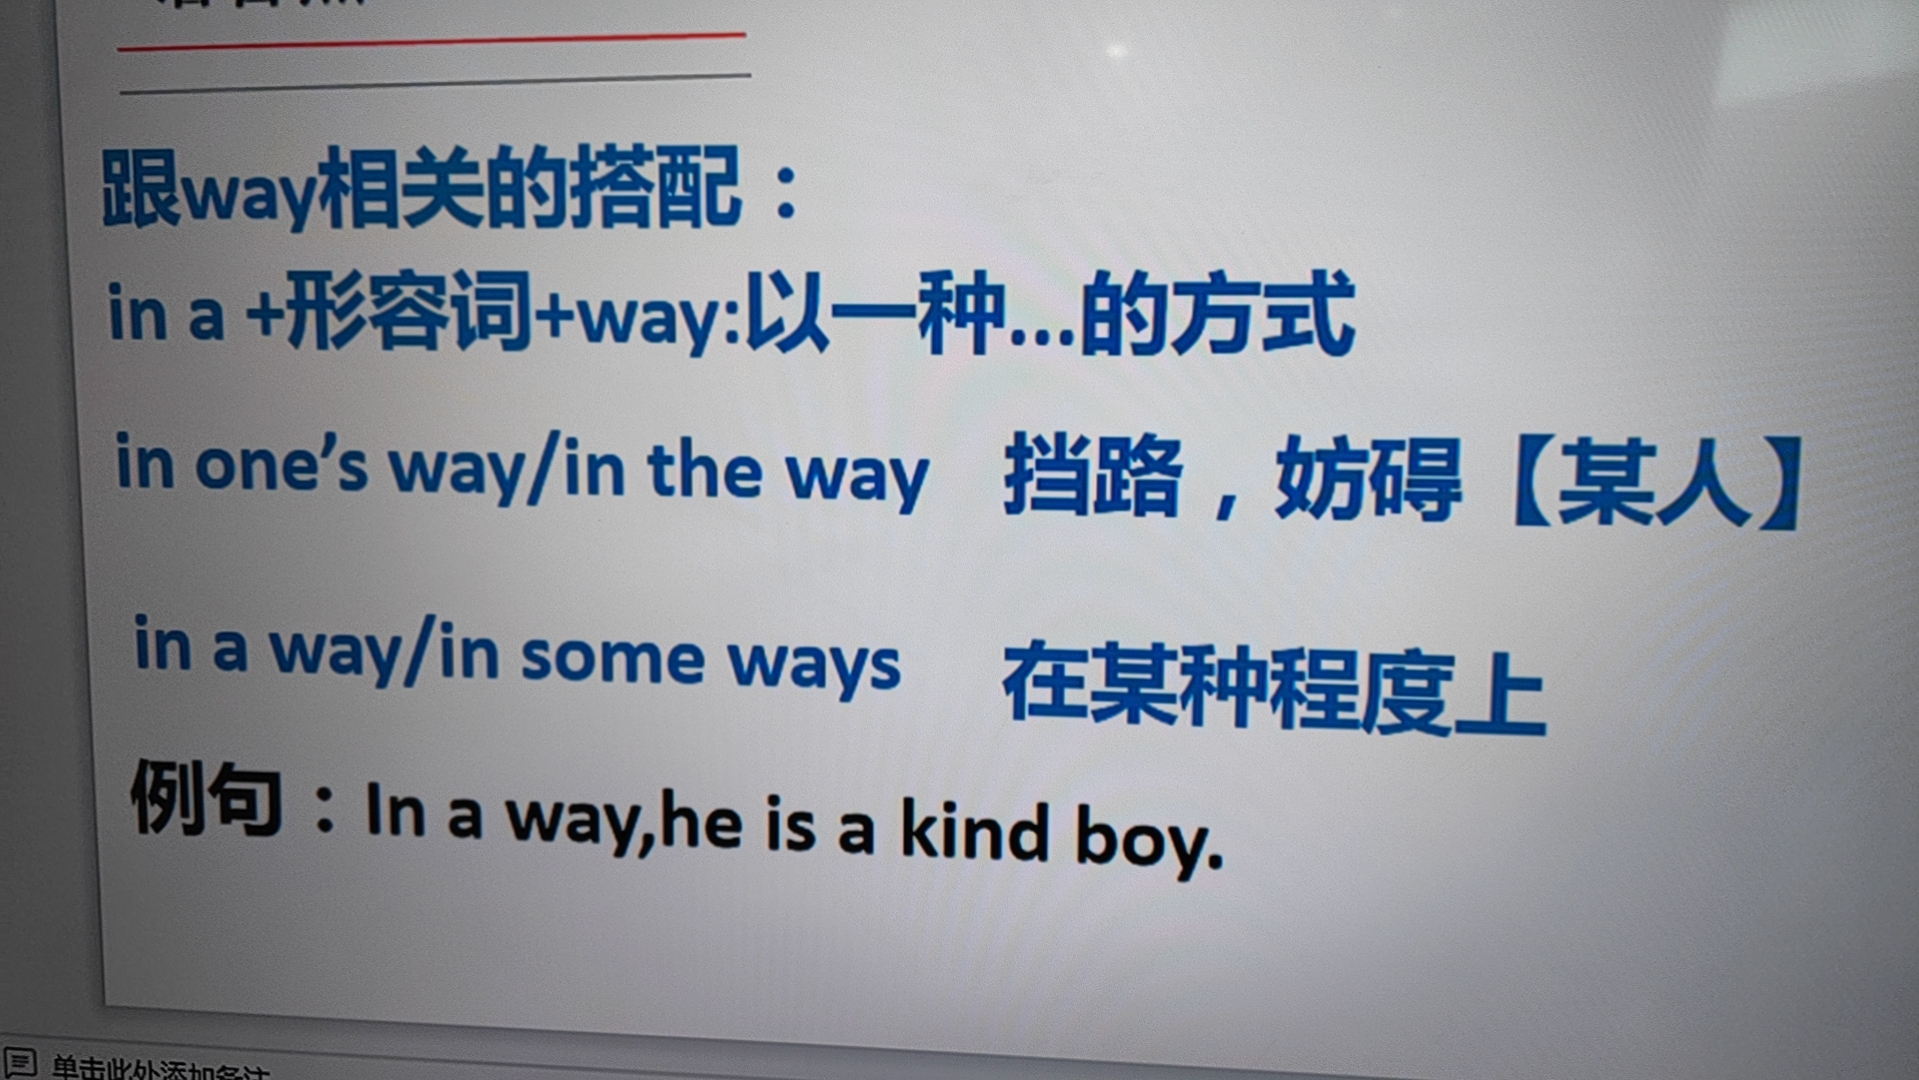 跟way相关的搭配：
in a +形容词+way:以一种...的方式
in one’s way/in the way 挡路，妨碍【某人】
in a way/in some ways 在某种程度上
例句：In a way,he is a kind boy.
单击此处添加备注